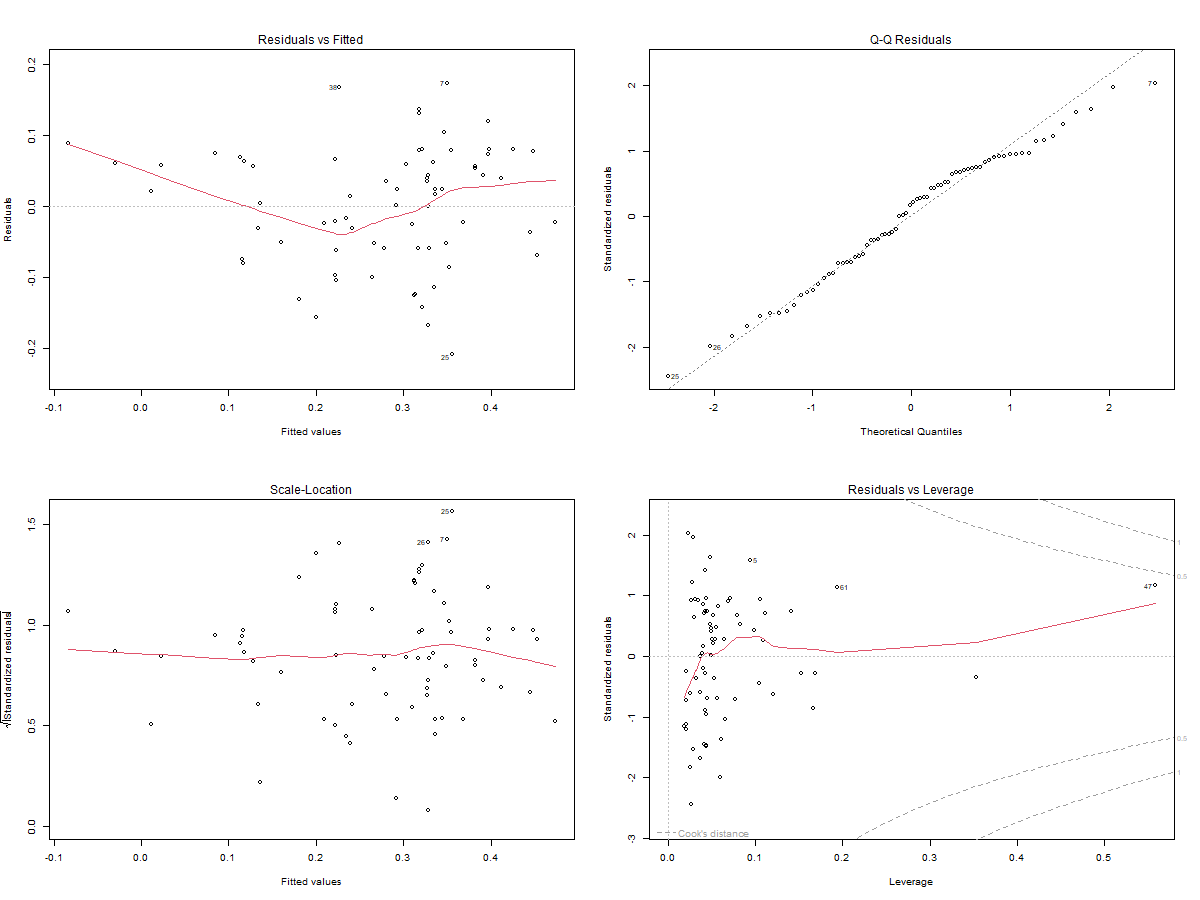 Residuals vs Fitted
Residuals
0.2
0.1
0.0
-0.1
-0.2
38
7
25
-0.1 0.0 0.1 0.2 0.3 0.4
Fitted values
Q-Q Residuals
Standardized residuals
2
1
0
-1
-2
7
26
25
-2 -1 0 1 2
Theoretical Quantiles
Scale-Location
√|Standardized residuals|
1.5
1.0
0.5
0.0
25
26
7
-0.1 0.0 0.1 0.2 0.3 0.4
Fitted values
Residuals vs Leverage
Standardized residuals
2
1
0
-1
-2
-3
5
61
47
1
0.5
0.5
1
Cook's distance
0.0 0.1 0.2 0.3 0.4 0.5
Leverage